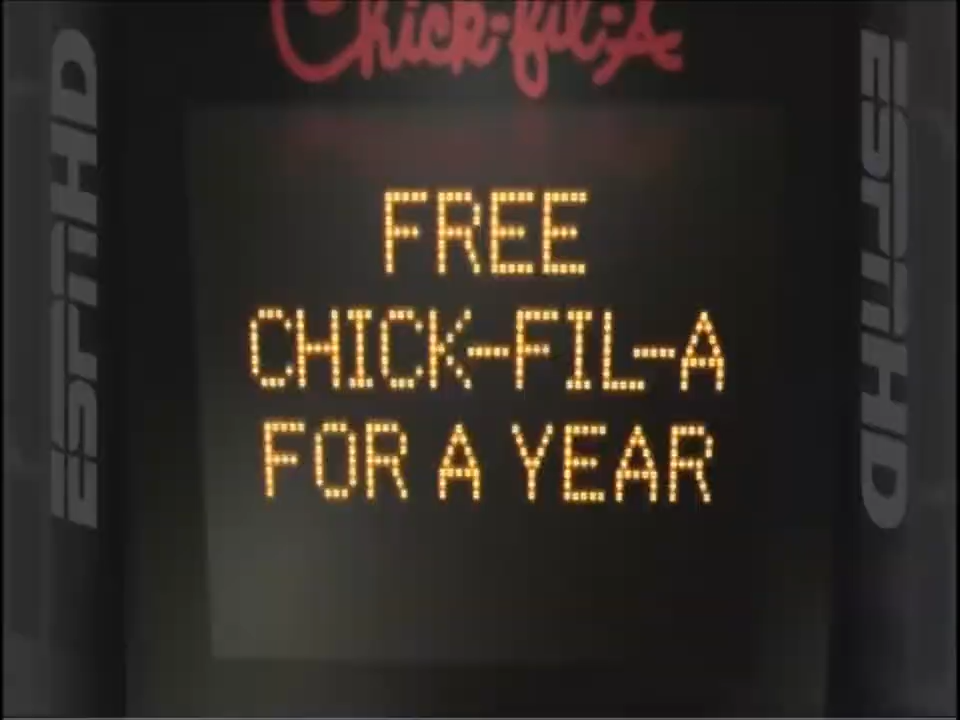 Chick-fil-A
FREE
CHICK-FIL-A
FOR A YEAR
ESPN HD
ESPN HD